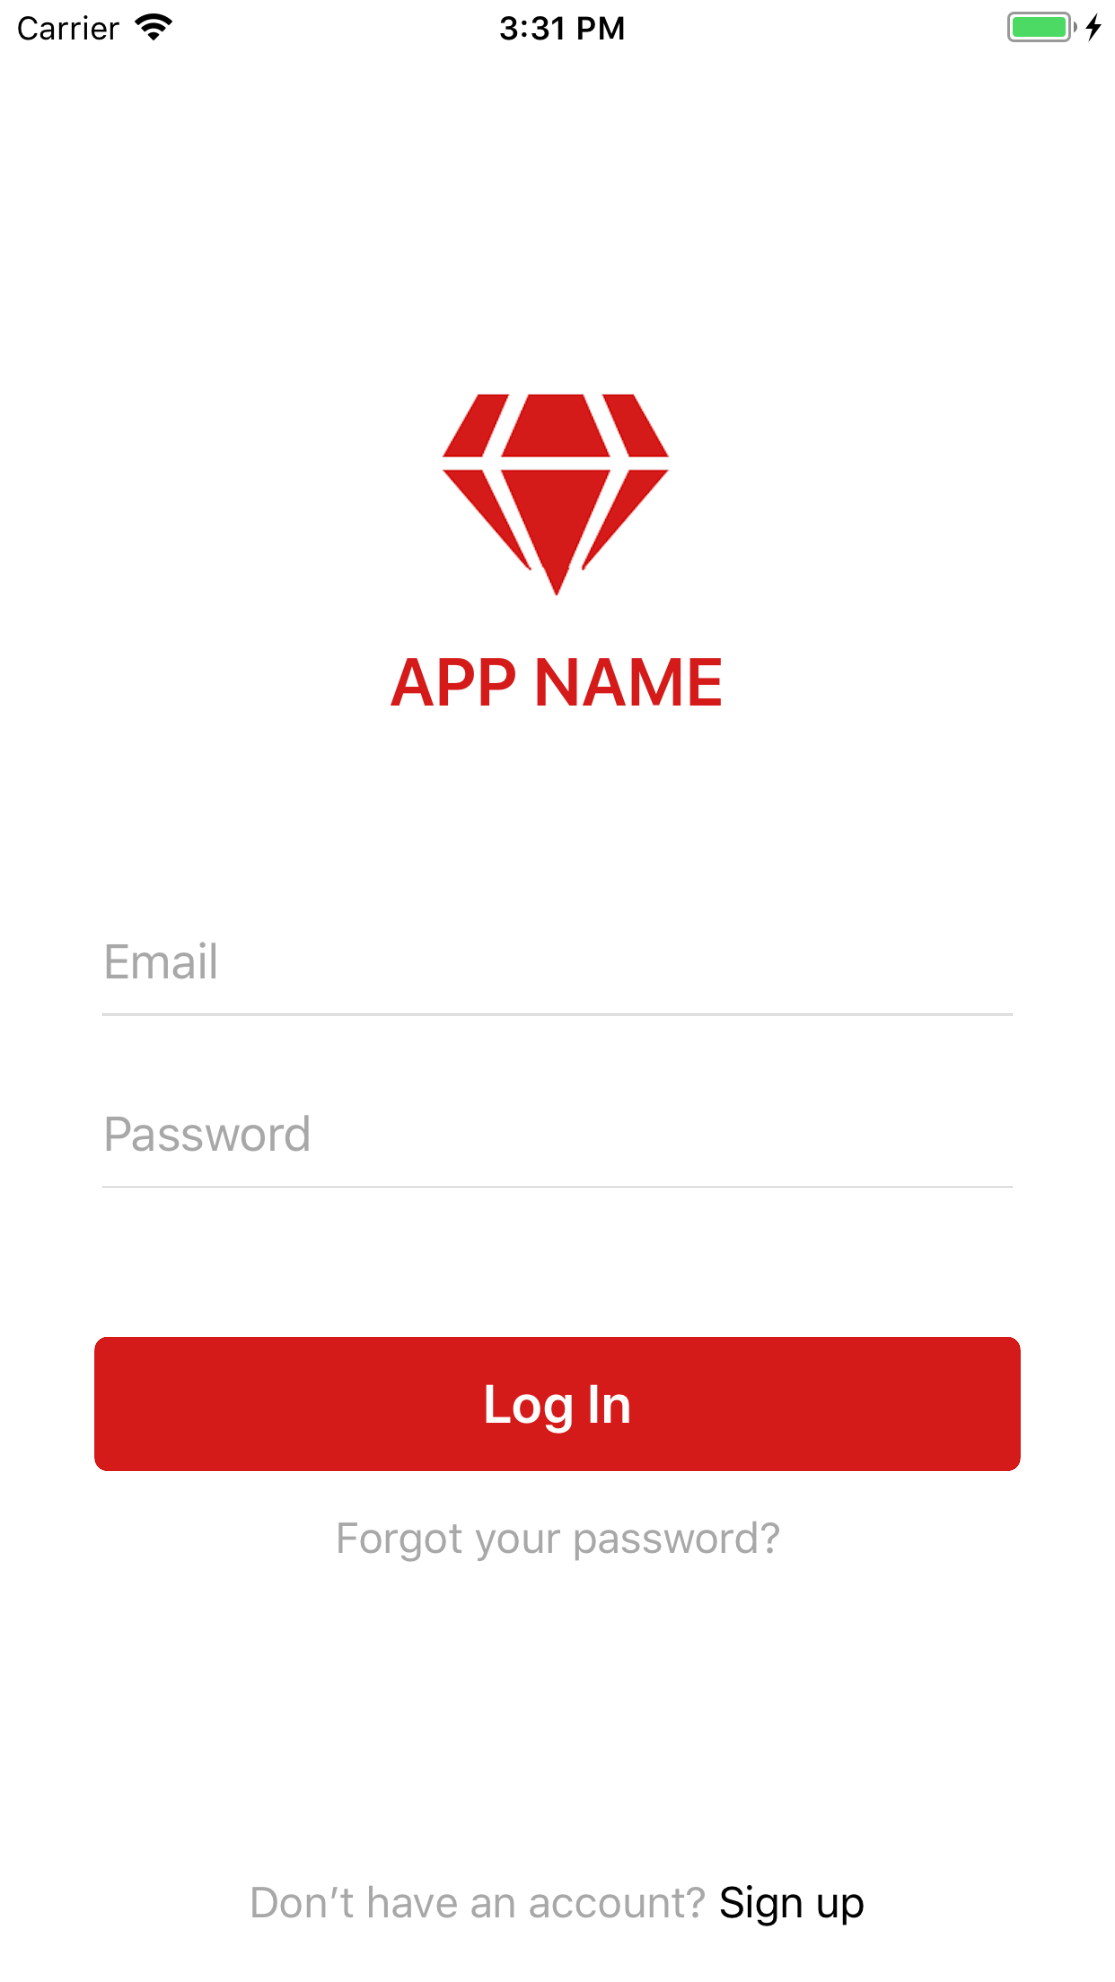 Carrier 3:31 PM
APP NAME
Email
Password
Log In
Forgot your password?
Don’t have an account? Sign up